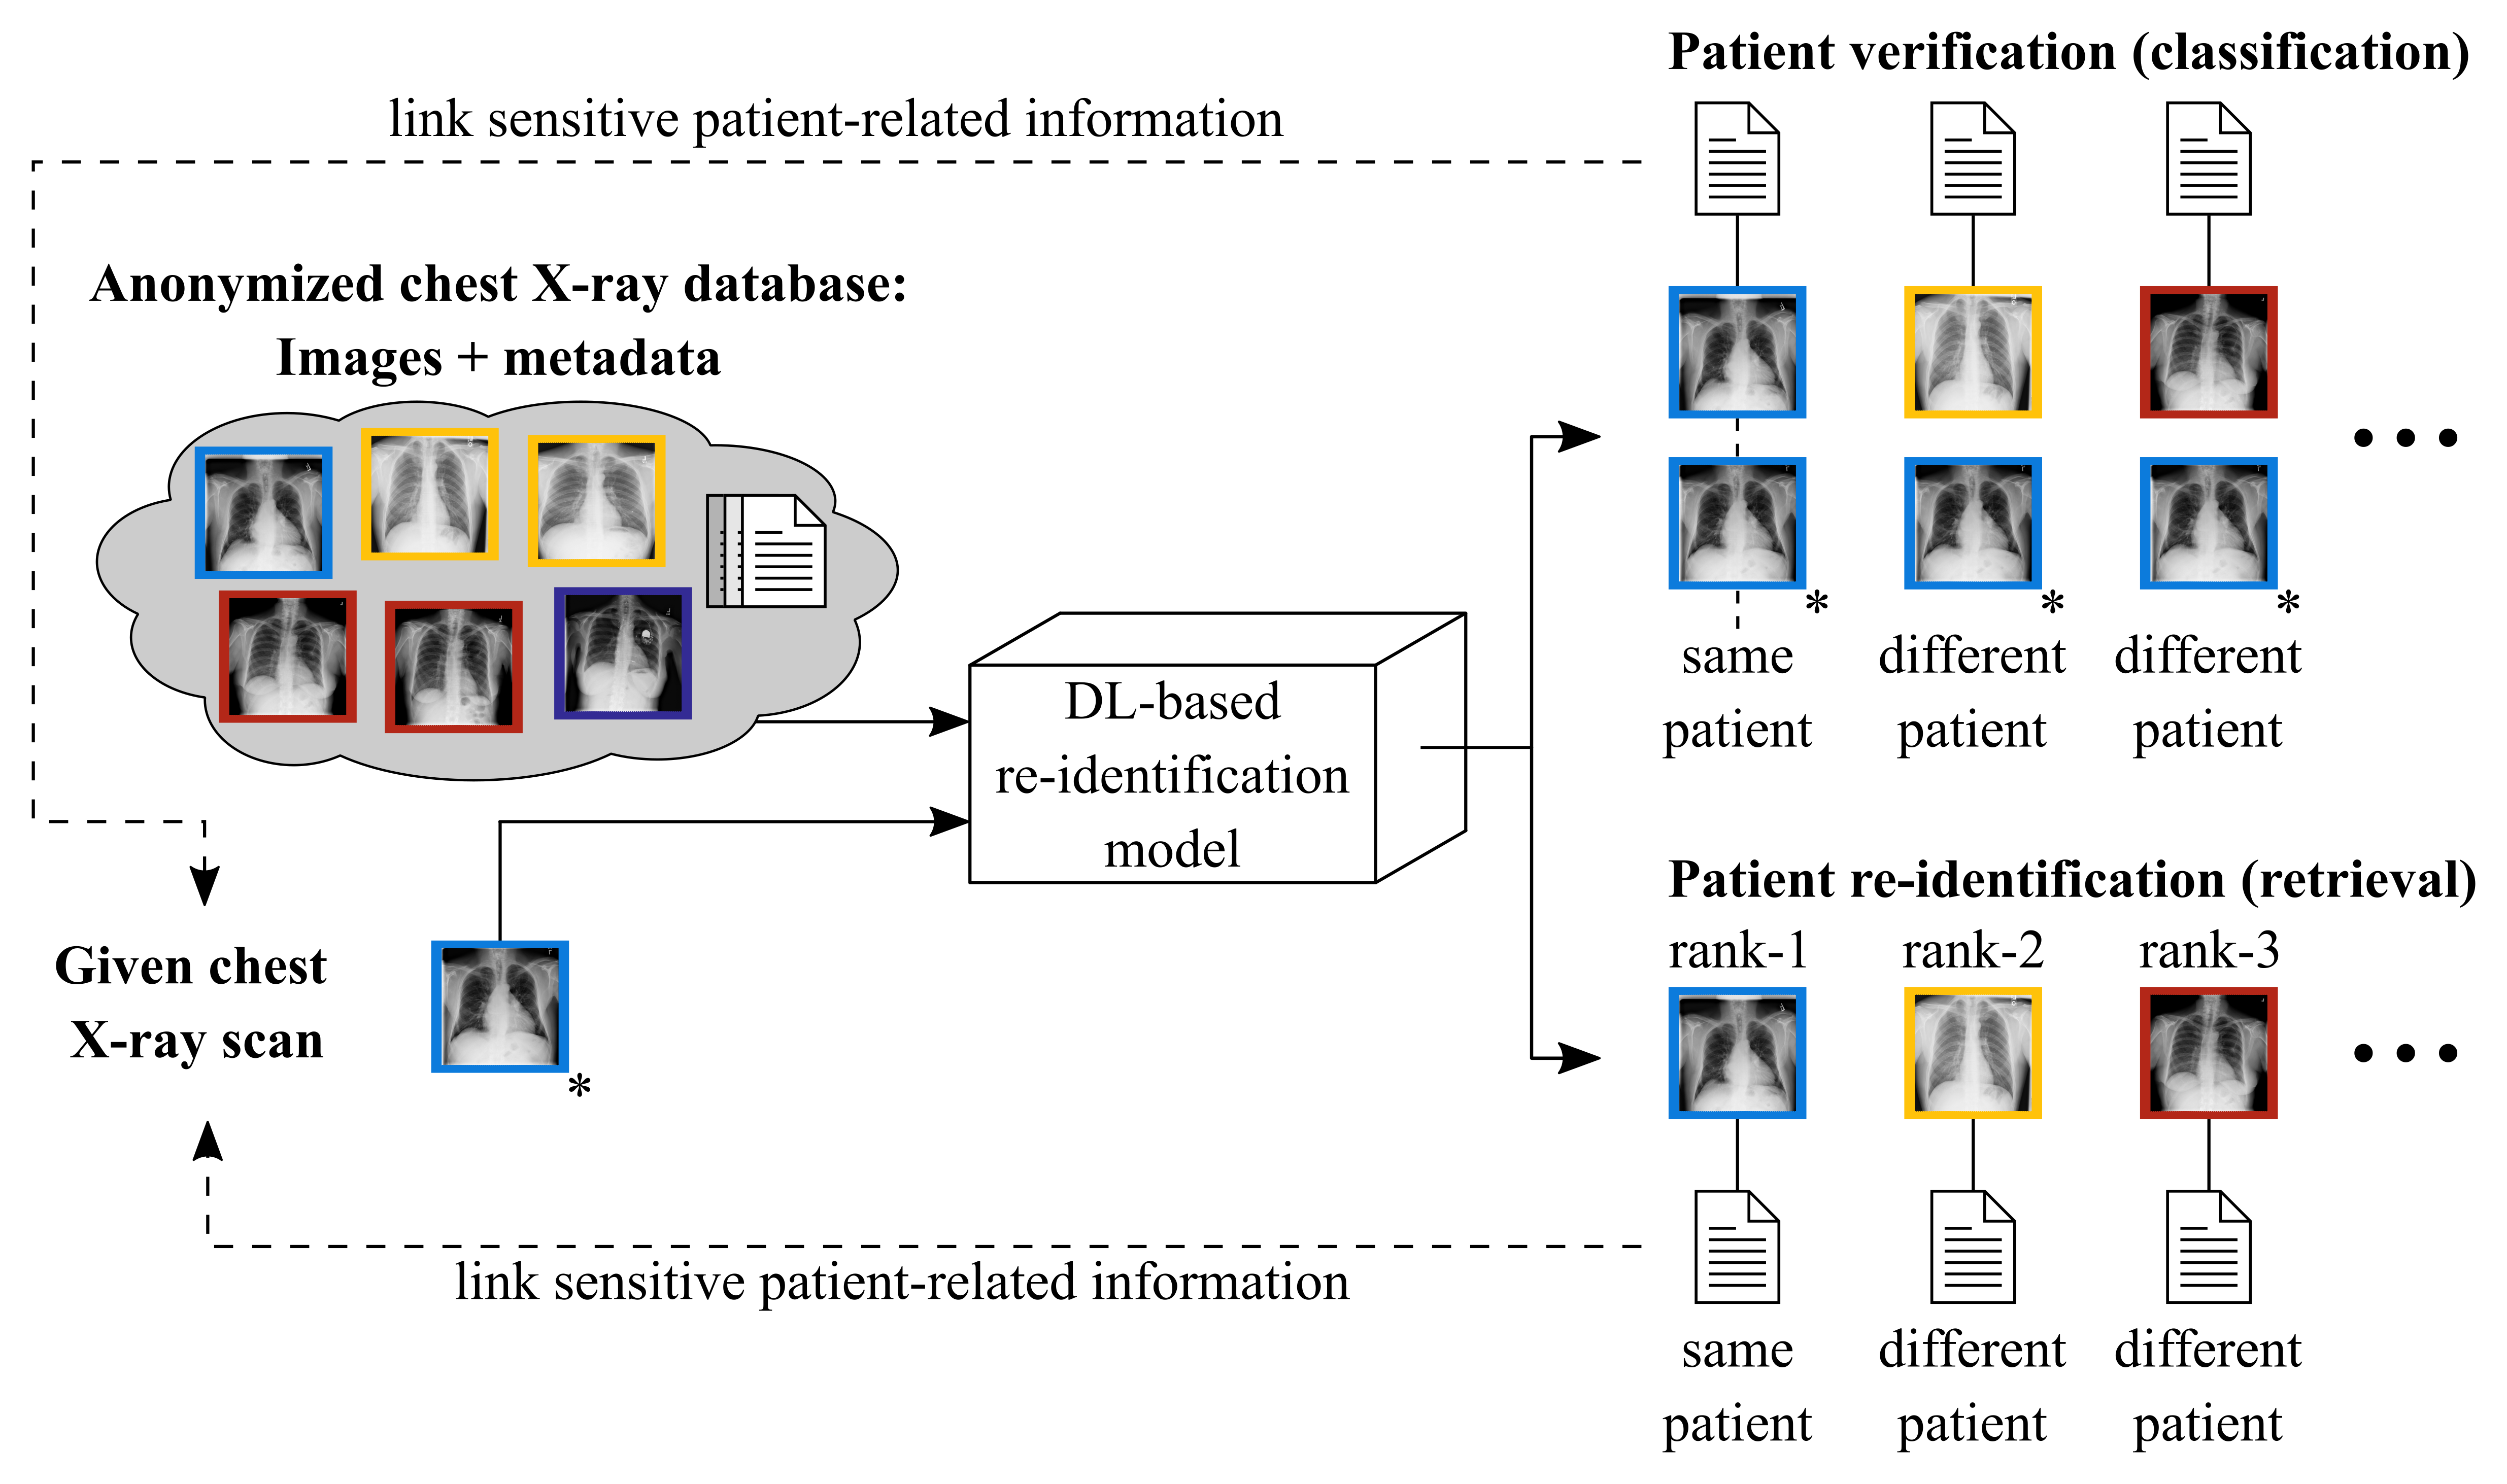 Patient verification (classification)
link sensitive patient-related information
Anonymized chest X-ray database:
Images + metadata
*
*
*
same
different
different
patient
patient
patient
DL-based
re-identification
model
Patient re-identification (retrieval)
rank-1
rank-2
rank-3
Given chest
X-ray scan
*
link sensitive patient-related information
same
different
different
patient
patient
patient